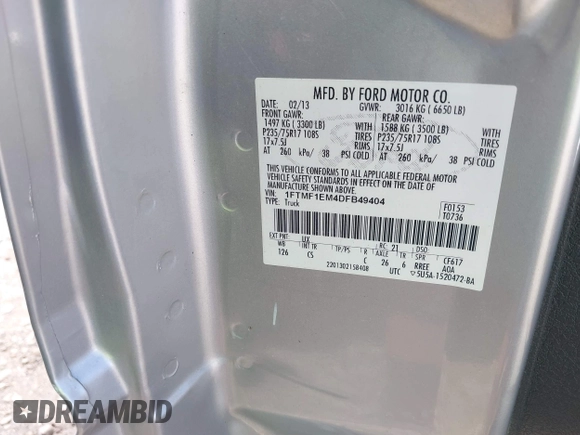 MFD. BY FORD MOTOR CO.
DATE: 02/13 GVWR: 3016 KG ( 6650 LB)
FRONT GAWR: REAR GAWR:
1497 KG ( 3300 LB) 1588 KG ( 3500 LB)
P235/75R17 108S TIRES P235/75R17 108S TIRES
17x7.5J RIMS 17x7.5J RIMS
AT 260 kPa/ 38 PSI COLD AT 260 kPa/ 38 PSI COLD
THIS VEHICLE CONFORMS TO ALL APPLICABLE FEDERAL MOTOR
VEHICLE SAFETY STANDARDS IN EFFECT ON THE DATE OF
MANUFACTURE SHOWN ABOVE.
VIN: 1FTMF1EM4DFB49404 F0153
TYPE: Truck T0736
EXT PNT: UX RC: 21 DSO:
WB INT TR TP/PS R AXLE TR SPR CF617
126 CS C 26 6 RREE AOA
2201302158408 UTC 5U5A-1520472-BA
DREAMBID